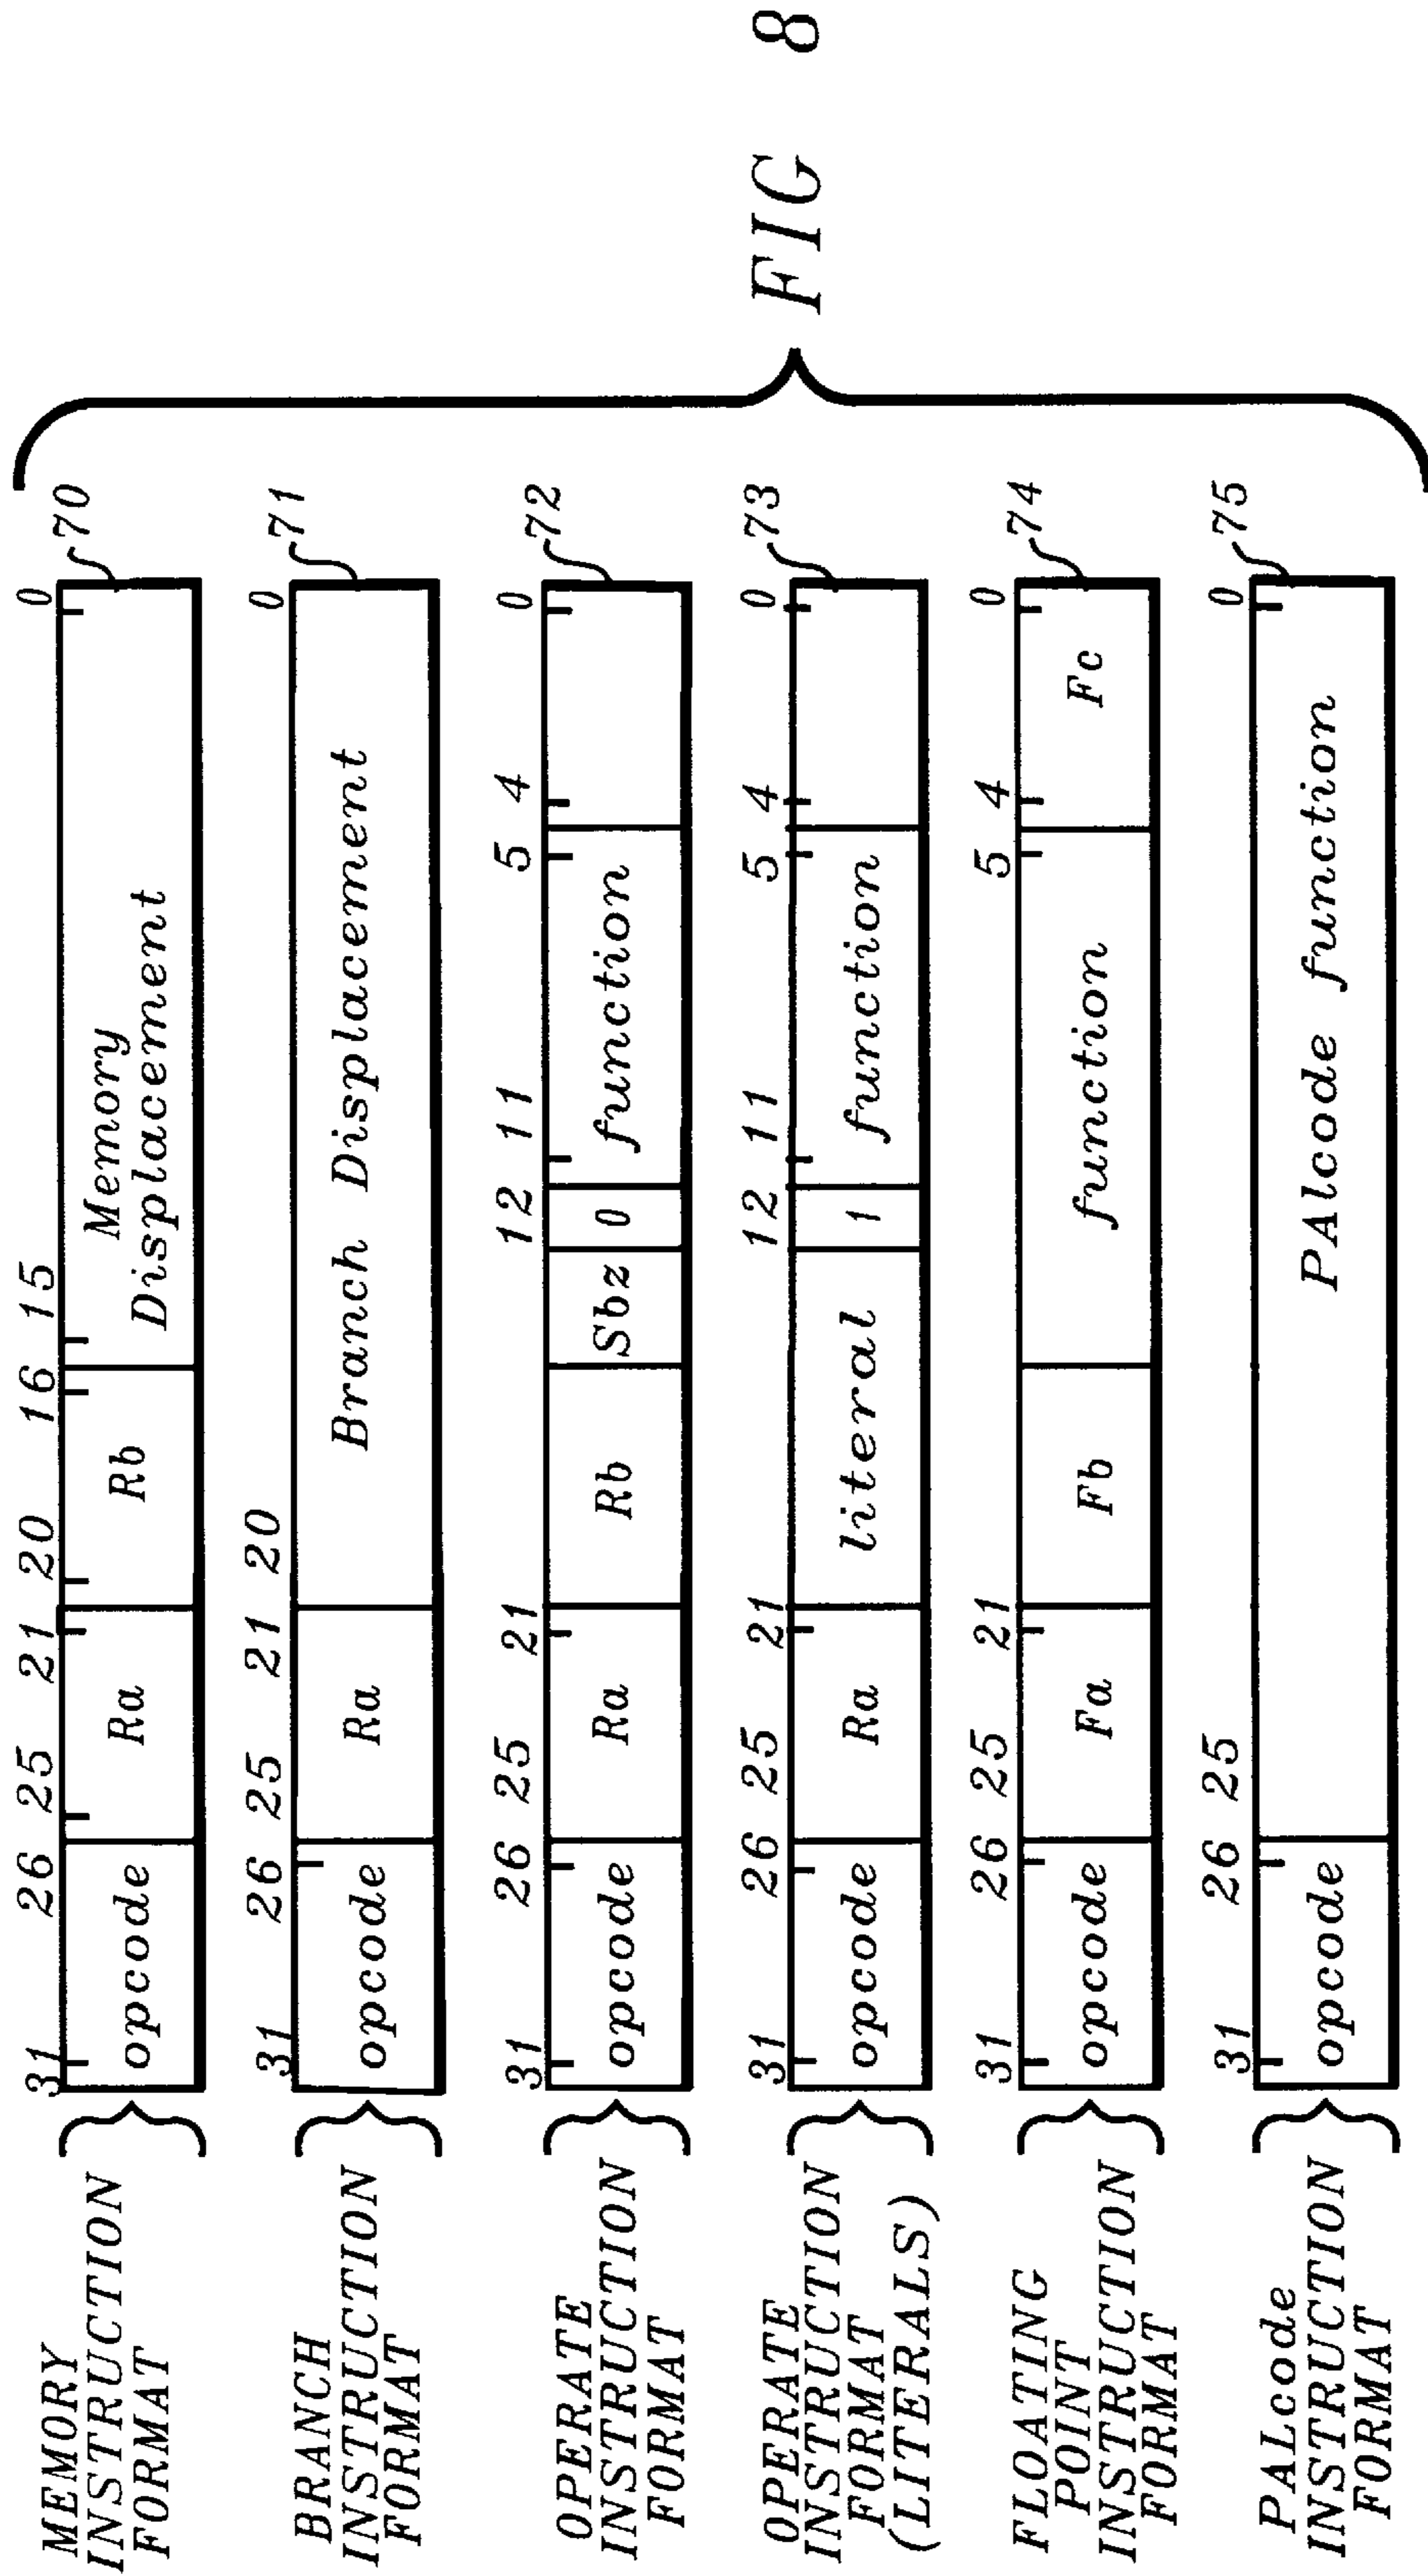 MEMORY
INSTRUCTION
FORMAT
31 26 25 21 20 16 15 0
opcode Ra Rb Memory
Displacement
70
BRANCH
INSTRUCTION
FORMAT
31 26 25 21 20 0
opcode Ra Branch Displacement
71
OPERATE
INSTRUCTION
FORMAT
31 26 25 21 12 11 5 4 0
opcode Ra Rb Sbz 0 function
72
OPERATE
INSTRUCTION
FORMAT
(LITERALS)
31 26 25 21 12 11 5 4 0
opcode Ra literal 1 function
73
FLOATING
POINT
INSTRUCTION
FORMAT
31 26 25 21 5 4 0
opcode Fa Fb function Fc
74
PALcode
INSTRUCTION
FORMAT
31 26 25 0
opcode PAlcode function
75
FIG 8